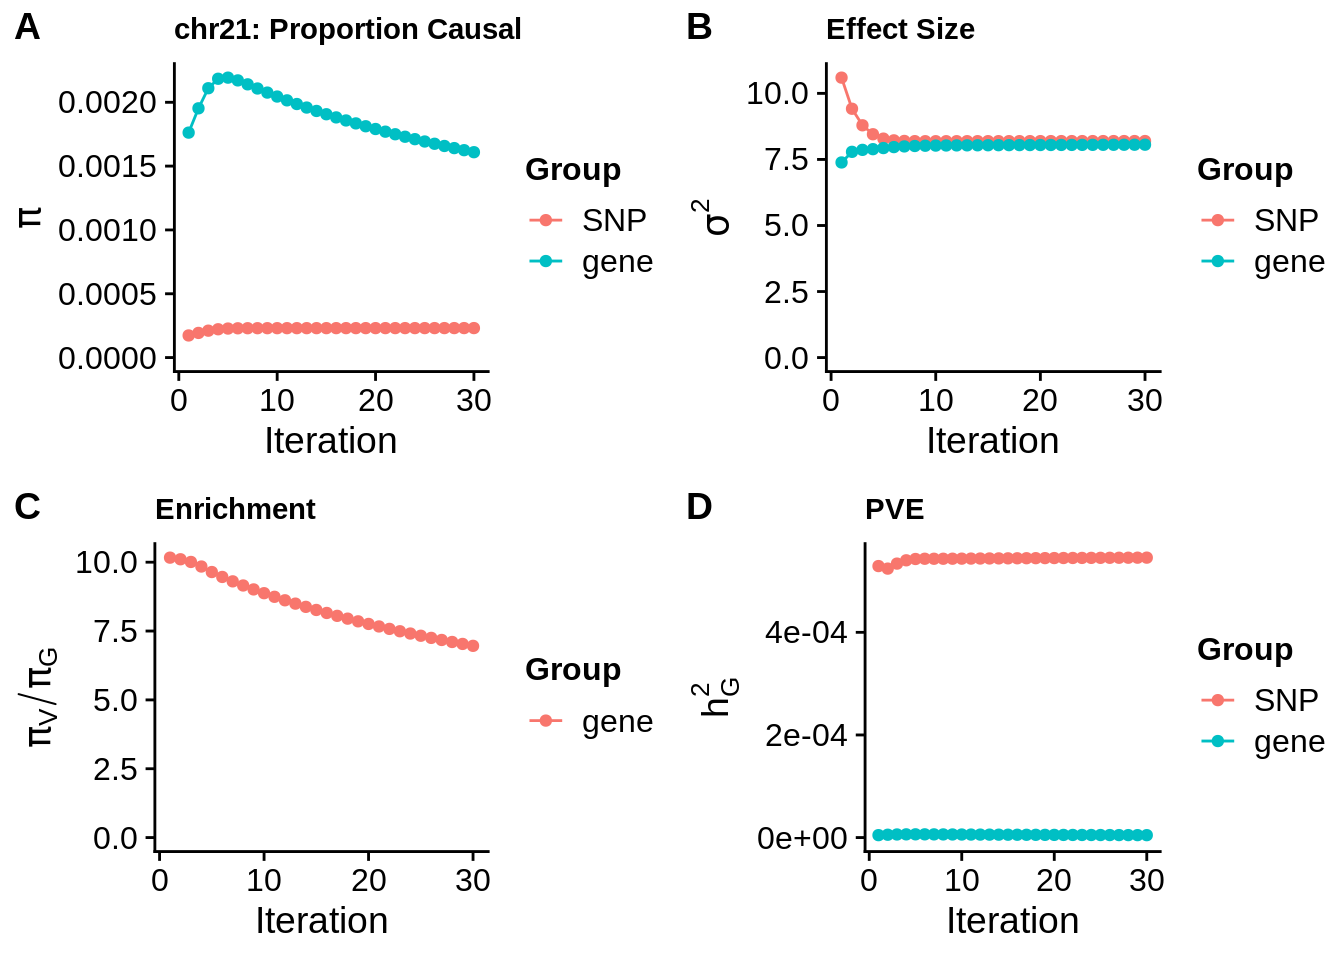 A
chr21: Proportion Causal
0.0020
0.0015
0.0010
0.0005
0.0000
π
0 10 20 30
Iteration
Group
SNP
gene
B
Effect Size
10.0
7.5
5.0
2.5
0.0
σ²
0 10 20 30
Iteration
Group
SNP
gene
C
Enrichment
10.0
7.5
5.0
2.5
0.0
π_V/π_G
0 10 20 30
Iteration
Group
gene
D
PVE
4e-04
2e-04
0e+00
h²_G
0 10 20 30
Iteration
Group
SNP
gene